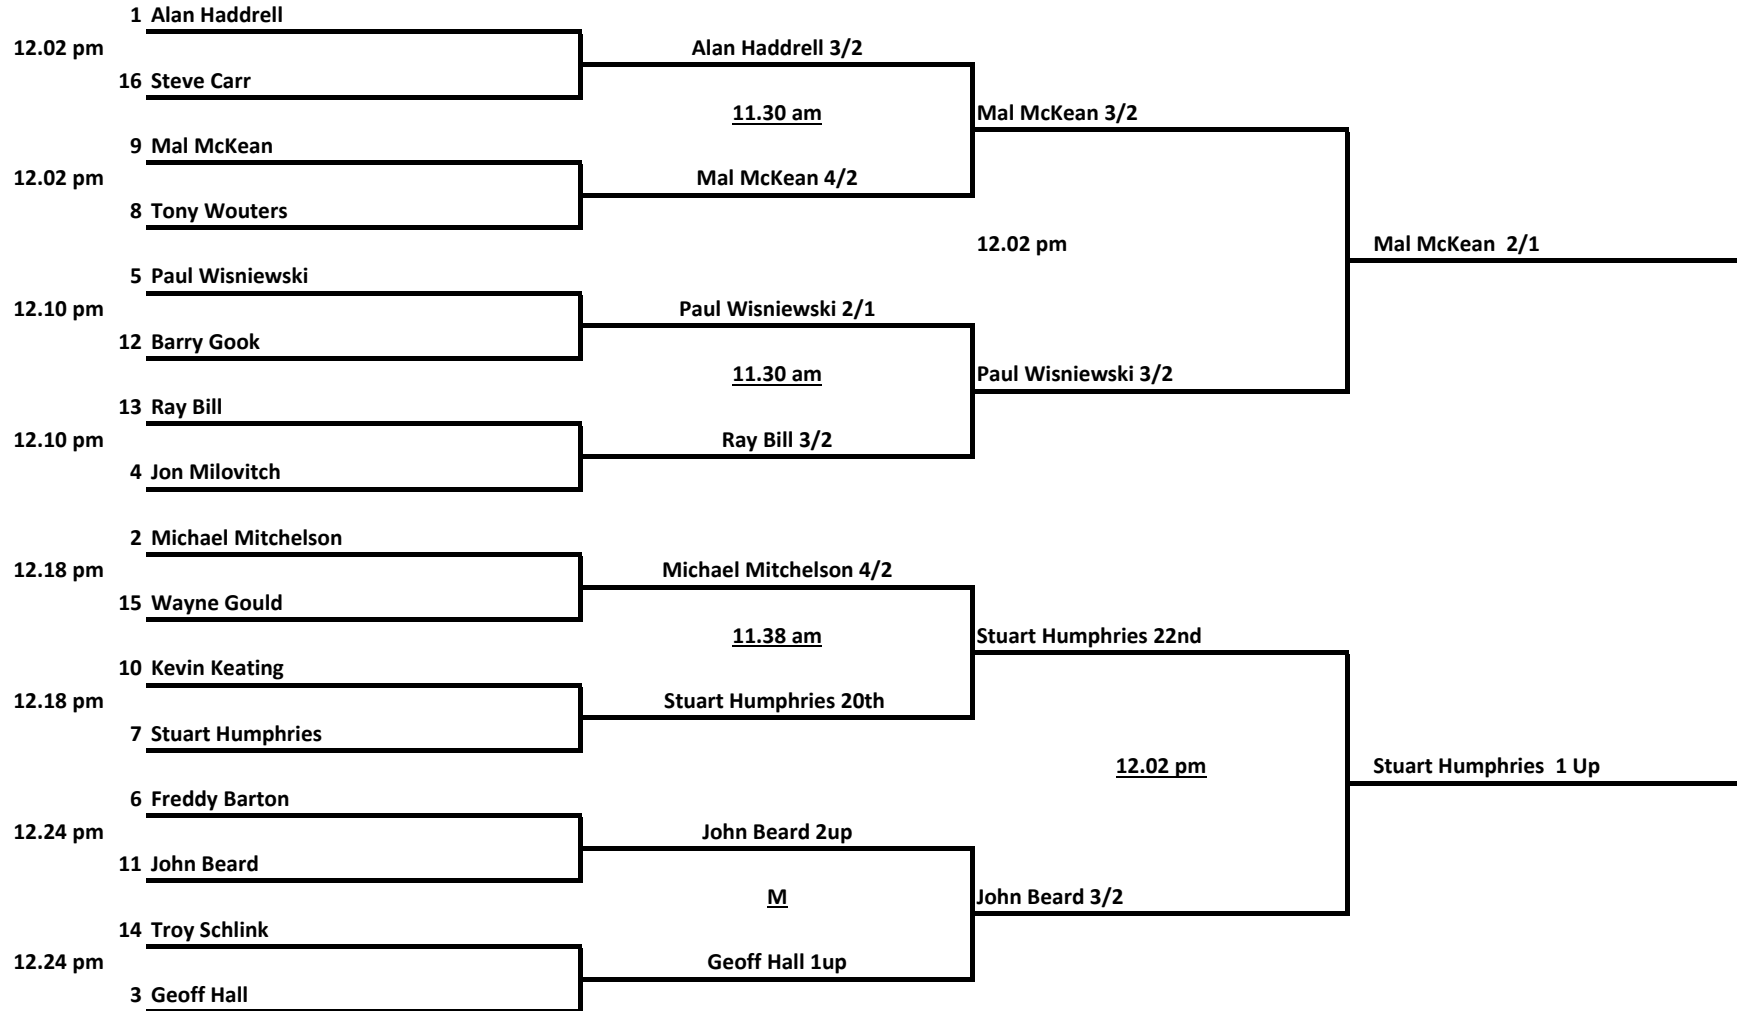 1 Alan Haddrell
12.02 pm Alan Haddrell 3/2
16 Steve Carr
11.30 am Mal McKean 3/2
9 Mal McKean
12.02 pm Mal McKean 4/2
8 Tony Wouters
12.02 pm Mal McKean 2/1
5 Paul Wisniewski
12.10 pm Paul Wisniewski 2/1
12 Barry Gook
11.30 am Paul Wisniewski 3/2
13 Ray Bill
12.10 pm Ray Bill 3/2
4 Jon Milovitch
2 Michael Mitchelson
12.18 pm Michael Mitchelson 4/2
15 Wayne Gould
11.38 am Stuart Humphries 22nd
10 Kevin Keating
12.18 pm Stuart Humphries 20th
7 Stuart Humphries
12.02 pm Stuart Humphries 1 Up
6 Freddy Barton
12.24 pm John Beard 2up
11 John Beard
M John Beard 3/2
14 Troy Schlink
12.24 pm Geoff Hall 1up
3 Geoff Hall